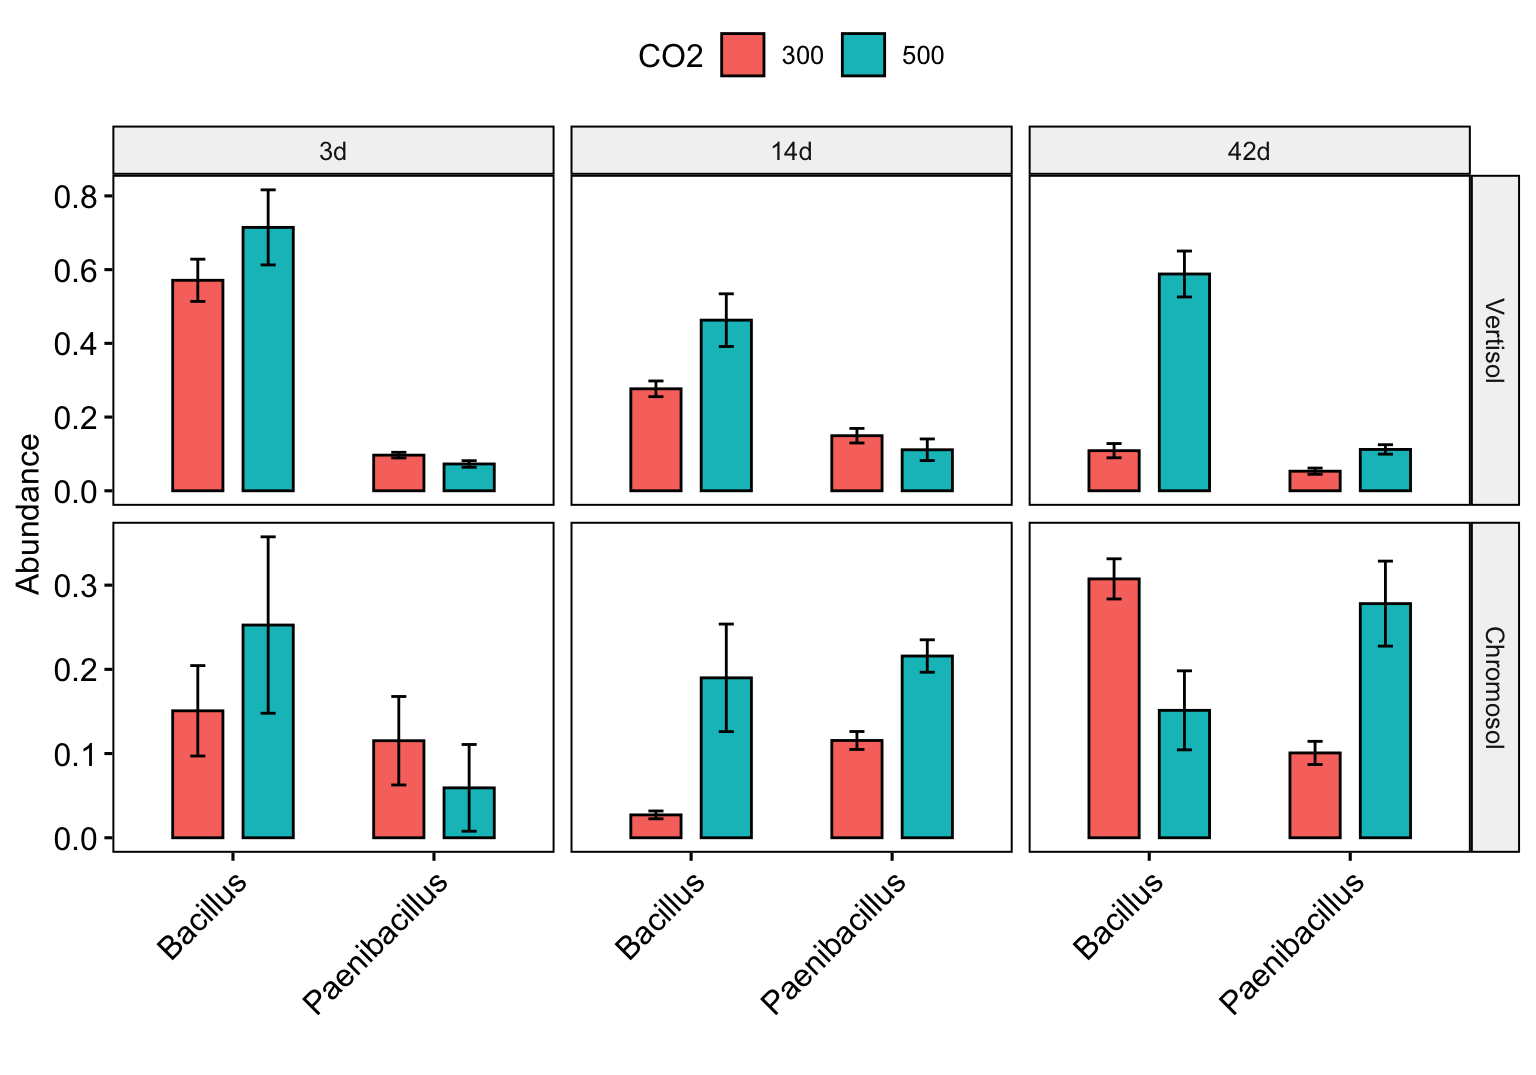 CO2 300 500
3d 14d 42d
Abundance
0.8
0.6
0.4
0.2
0.0
Vertisol
0.3
0.2
0.1
0.0
Chromosol
Bacillus Paenibacillus Bacillus Paenibacillus Bacillus Paenibacillus